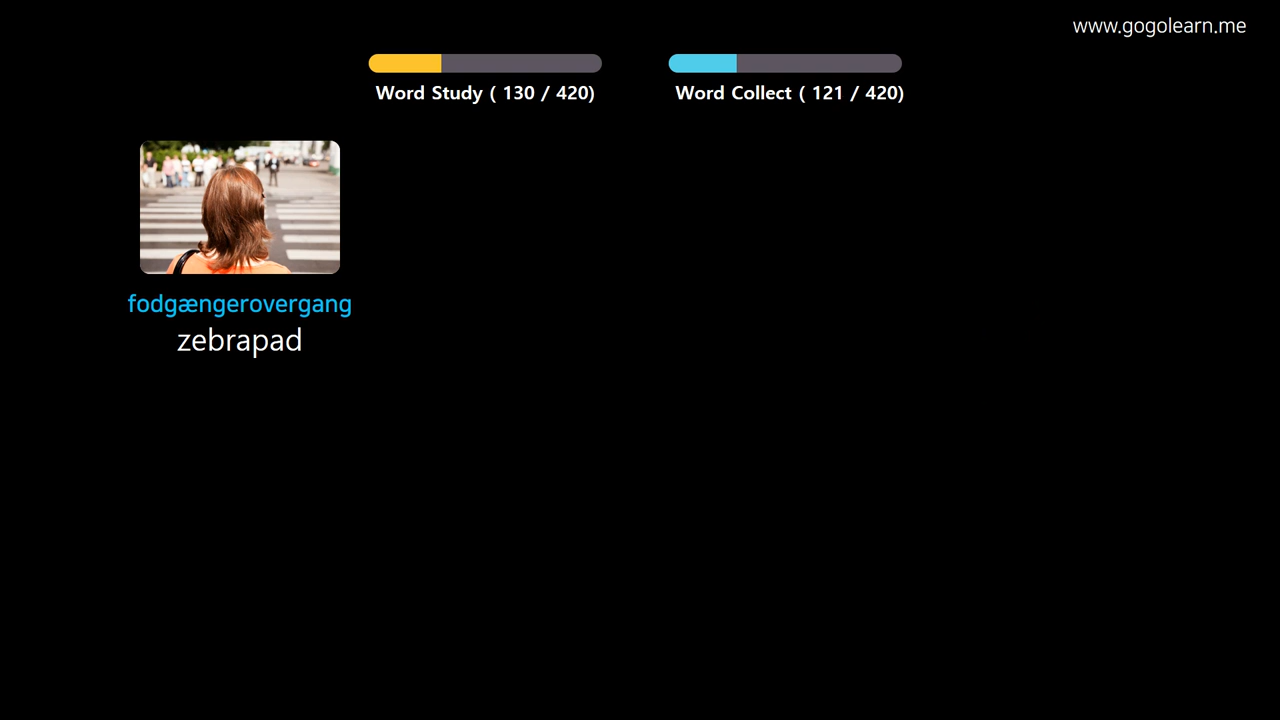 www.gogolearn.me
Word Study ( 130 / 420)
Word Collect ( 121 / 420)
fodgængerovergang
zebrapad